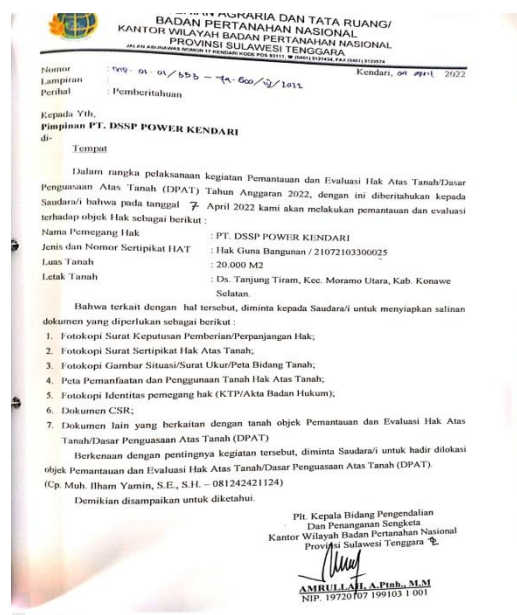 AGRARIA DAN TATA RUANG/
BADAN PERTANAHAN NASIONAL
KANTOR WILAYAH BADAN PERTANAHAN NASIONAL
PROVINSI SULAWESI TENGGARA
JALAN ABUNAWAS NOMOR 17 KENDARI KODE POS 93111,
Nomor :
Kendari, April 2022
Lampiran :
Perihal : Pemberitahuan
Kepada Yth,
Pimpinan PT. DSSP POWER KENDARI
di-
Tempat
Dalam rangka pelaksanaan kegiatan Pemantauan dan Evaluasi Hak Atas Tanah/Dasar
Penguasaan Atas Tanah (DPAT) Tahun Anggaran 2022, dengan ini diberitahukan kepada
Saudara/i bahwa pada tanggal 7 April 2022 kami akan melakukan pemantauan dan evaluasi
terhadap objek Hak sebagai berikut :
Nama Pemegang Hak : PT. DSSP POWER KENDARI
Jenis dan Nomor Sertipikat HAT : Hak Guna Bangunan / 21072103300025
Luas Tanah : 20.000 M2
Letak Tanah : Ds. Tanjung Tiram, Kec. Moramo Utara, Kab. Konawe
Selatan.
Bahwa terkait dengan hal tersebut, diminta kepada Saudara/i untuk menyiapkan salinan
dokumen yang diperlukan sebagai berikut :
1. Fotokopi Surat Keputusan Pemberian/Perpanjangan Hak;
2. Fotokopi Surat Sertipikat Hak Atas Tanah;
3. Fotokopi Gambar Situasi/Surat Ukur/Peta Bidang Tanah;
4. Peta Pemanfaatan dan Penggunaan Tanah Hak Atas Tanah;
5. Fotokopi Identitas pemegang hak (KTP/Akta Badan Hukum);
6. Dokumen CSR;
7. Dokumen lain yang berkaitan dengan tanah objek Pemantauan dan Evaluasi Hak Atas
Tanah/Dasar Penguasaan Atas Tanah (DPAT)
Berkenaan dengan pentingnya kegiatan tersebut, diminta Saudara/i untuk hadir dilokasi
objek Pemantauan dan Evaluasi Hak Atas Tanah/Dasar Penguasaan Atas Tanah (DPAT).
(Cp. Muh. Ilham Yamin, S.E., S.H. – 081242421124)
Demikian disampaikan untuk diketahui.
Plt. Kepala Bidang Pengendalian
Dan Penanganan Sengketa
Kantor Wilayah Badan Pertanahan Nasional
Provinsi Sulawesi Tenggara
AMRULLAH, A.Ptnh., M.M
NIP. 19720107 199103 1 001